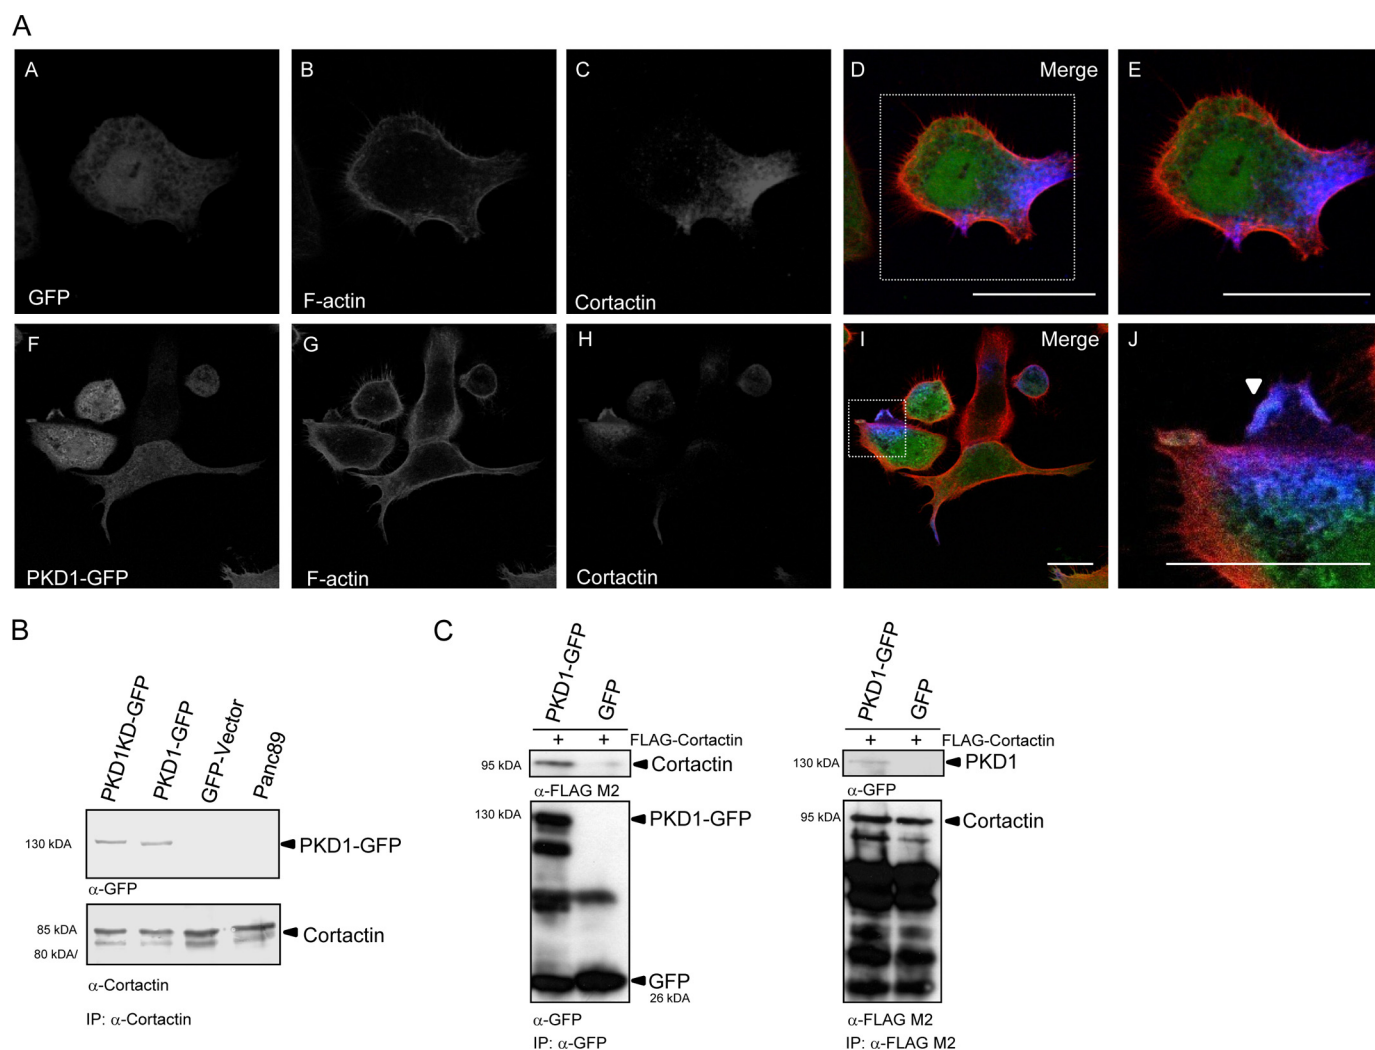 A
A
B
C
D
Merge
E
GFP
F-actin
Cortactin
F
G
H
I
Merge
J
PKD1-GFP
F-actin
Cortactin
B
PKD1KD-GFP
PKD1-GFP
GFP-Vector
Panc89
130 kDA
PKD1-GFP
α-GFP
85 kDA
Cortactin
80 kDA/
α-Cortactin
IP: α-Cortactin
C
PKD1-GFP
GFP
+ + FLAG-Cortactin
95 kDA
Cortactin
α-FLAG M2
130 kDA
PKD1-GFP
GFP
26 kDA
α-GFP
IP: α-GFP
PKD1-GFP
GFP
+ + FLAG-Cortactin
130 kDA
PKD1
α-GFP
95 kDA
Cortactin
α-FLAG M2
IP: α-FLAG M2